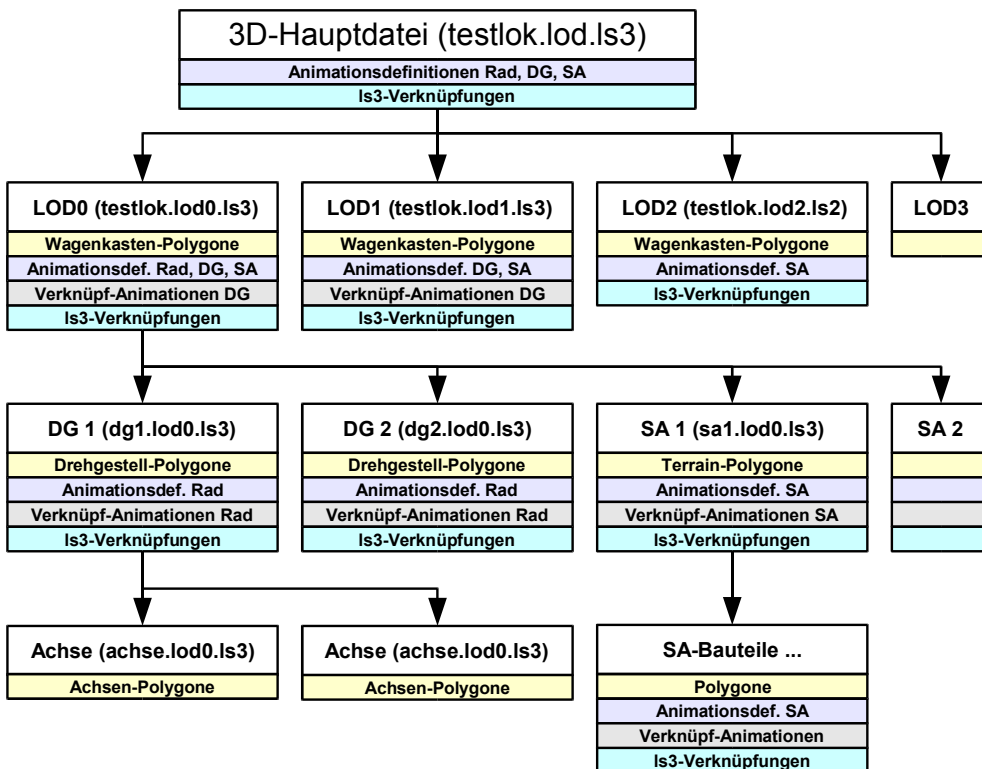 3D-Hauptdatei (testlok.lod.ls3)
Animationsdefinitionen Rad, DG, SA
ls3-Verknüpfungen
LOD0 (testlok.lod0.ls3)
Wagenkasten-Polygone
Animationsdef. Rad, DG, SA
Verknüpf-Animationen DG
ls3-Verknüpfungen
LOD1 (testlok.lod1.ls3)
Wagenkasten-Polygone
Animationsdef. DG, SA
Verknüpf-Animationen DG
ls3-Verknüpfungen
LOD2 (testlok.lod2.ls2)
Wagenkasten-Polygone
Animationsdef. SA
ls3-Verknüpfungen
LOD3
DG 1 (dg1.lod0.ls3)
Drehgestell-Polygone
Animationsdef. Rad
Verknüpf-Animationen Rad
ls3-Verknüpfungen
DG 2 (dg2.lod0.ls3)
Drehgestell-Polygone
Animationsdef. Rad
Verknüpf-Animationen Rad
ls3-Verknüpfungen
SA 1 (sa1.lod0.ls3)
Terrain-Polygone
Animationsdef. SA
Verknüpf-Animationen SA
ls3-Verknüpfungen
SA 2
Achse (achse.lod0.ls3)
Achsen-Polygone
Achse (achse.lod0.ls3)
Achsen-Polygone
SA-Bauteile ...
Polygone
Animationsdef. SA
Verknüpf-Animationen
ls3-Verknüpfungen